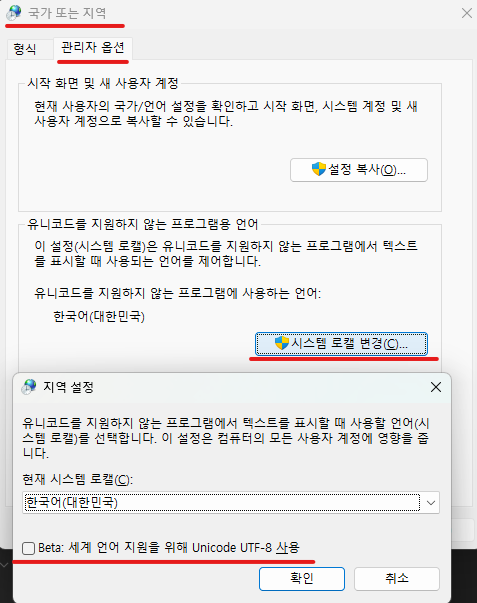 국가 또는 지역
형식
관리자 옵션
시작 화면 및 새 사용자 계정
현재 사용자의 국가/언어 설정을 확인하고 시작 화면, 시스템 계정 및 새
사용자 계정으로 복사할 수 있습니다.
설정 복사(O)...
유니코드를 지원하지 않는 프로그램용 언어
이 설정(시스템 로캘)은 유니코드를 지원하지 않는 프로그램에서 텍스트
를 표시할 때 사용되는 언어를 제어합니다.
유니코드를 지원하지 않는 프로그램에 사용하는 언어:
한국어(대한민국)
시스템 로캘 변경(C)...
지역 설정
유니코드를 지원하지 않는 프로그램에서 텍스트를 표시할 때 사용할 언어(시
스템 로캘)를 선택합니다. 이 설정은 컴퓨터의 모든 사용자 계정에 영향을 줍
니다.
현재 시스템 로캘(C):
한국어(대한민국)
Beta: 세계 언어 지원을 위해 Unicode UTF-8 사용
확인
취소